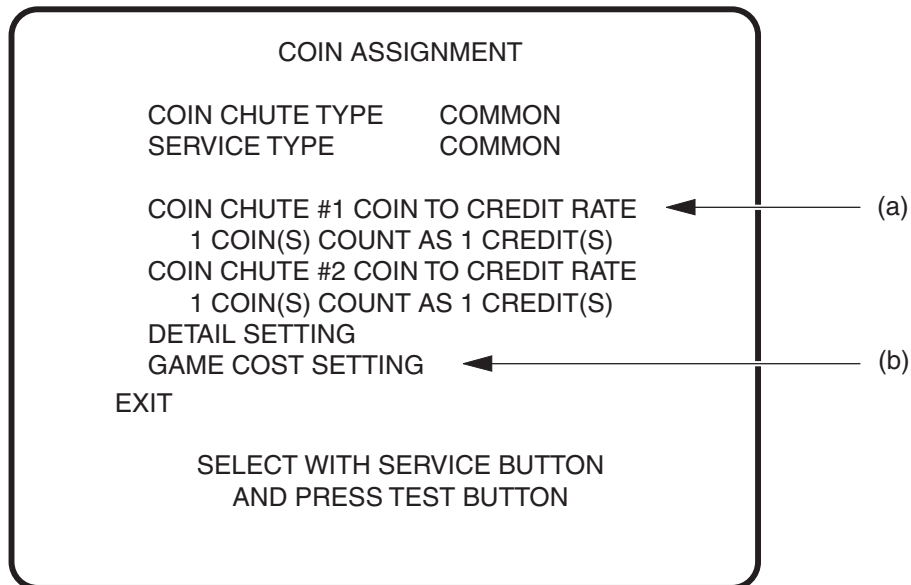 COIN ASSIGNMENT
COIN CHUTE TYPE COMMON
SERVICE TYPE COMMON
COIN CHUTE #1 COIN TO CREDIT RATE (a)
1 COIN(S) COUNT AS 1 CREDIT(S)
COIN CHUTE #2 COIN TO CREDIT RATE
1 COIN(S) COUNT AS 1 CREDIT(S)
DETAIL SETTING
GAME COST SETTING (b)
EXIT
SELECT WITH SERVICE BUTTON
AND PRESS TEST BUTTON